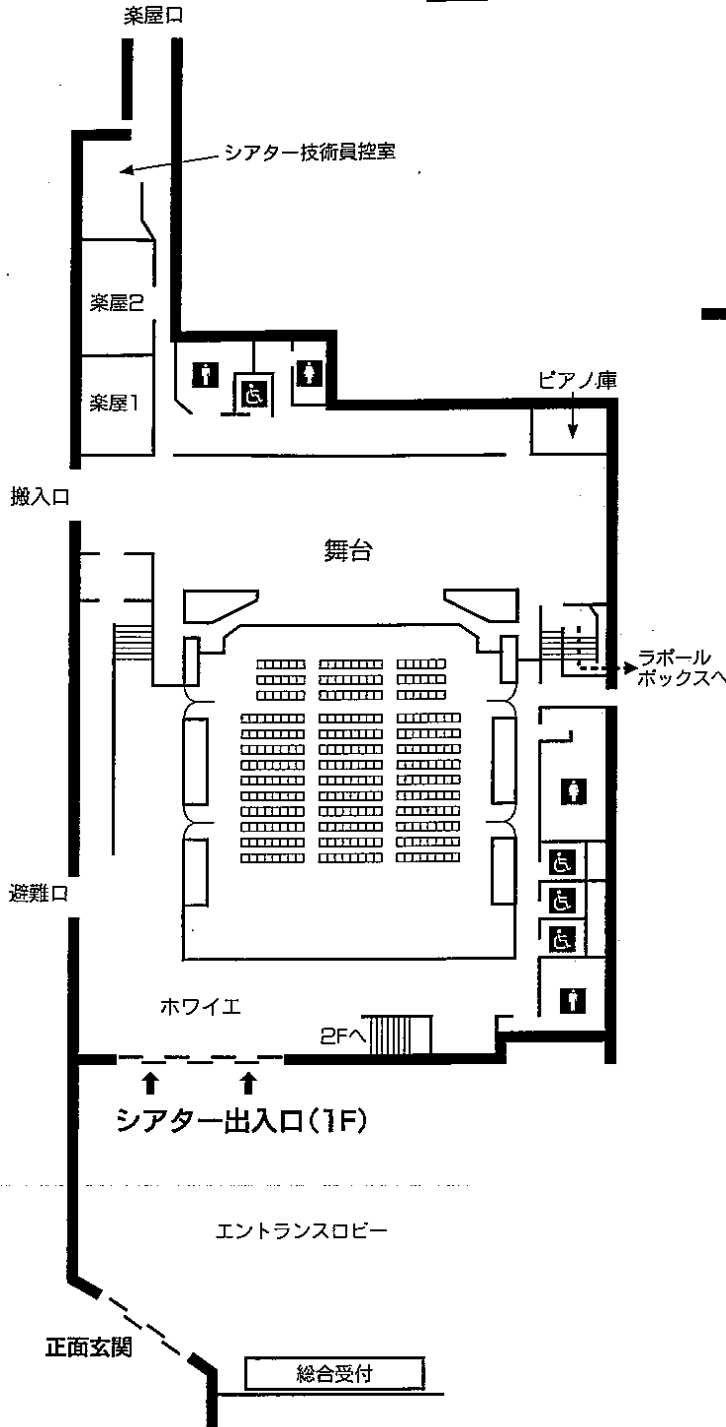 楽屋口
シアター技術員控室
楽屋2
楽屋1
ピアノ庫
搬入口
舞台
ラポール
ボックスへ
避難口
ホワイエ
2Fへ
シアター出入口(1F)
エントランスロビー
正面玄関
総合受付